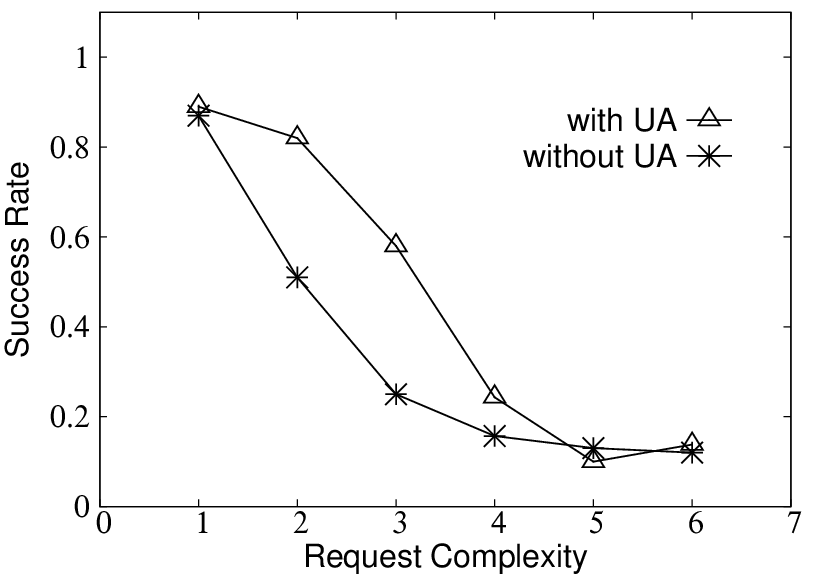 1
0.8
0.6
0.4
0.2
0
Success Rate
with UA
without UA
0 1 2 3 4 5 6 7
Request Complexity